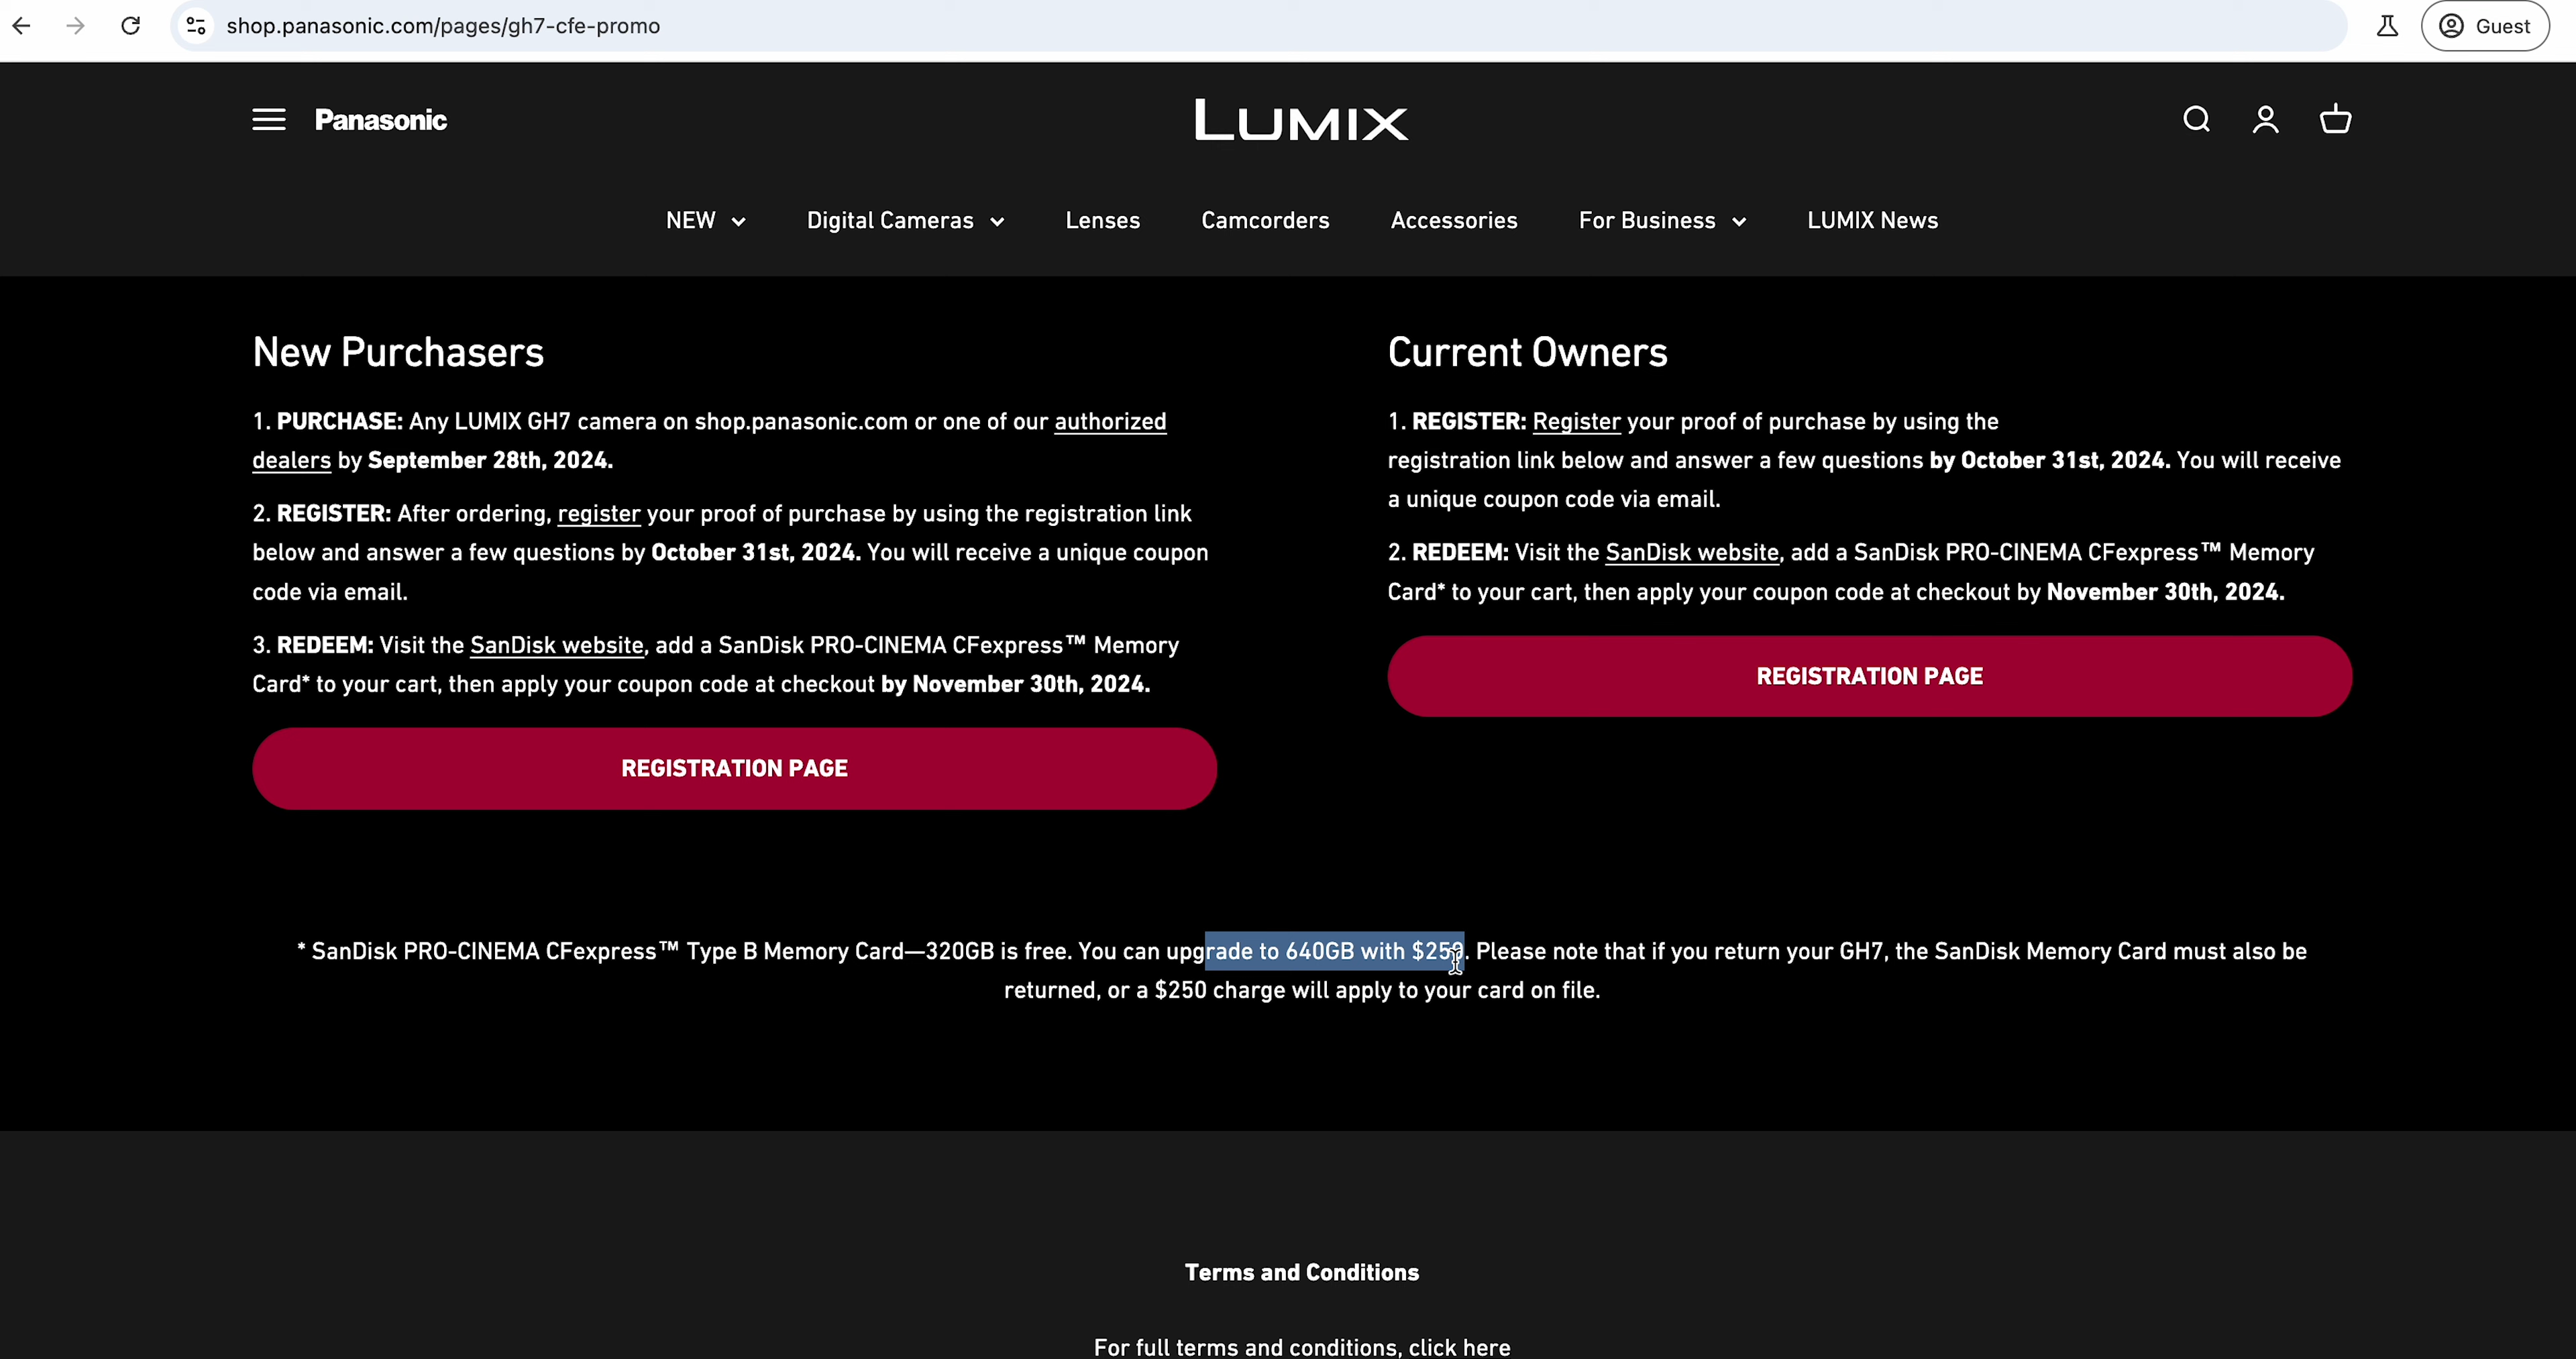 shop.panasonic.com/pages/gh7-cfe-promo
Guest
Panasonic
LUMIX
NEW
Digital Cameras
Lenses
Camcorders
Accessories
For Business
LUMIX News
New Purchasers
1. PURCHASE: Any LUMIX GH7 camera on shop.panasonic.com or one of our authorized
dealers by September 28th, 2024.
2. REGISTER: After ordering, register your proof of purchase by using the registration link
below and answer a few questions by October 31st, 2024. You will receive a unique coupon
code via email.
3. REDEEM: Visit the SanDisk website, add a SanDisk PRO-CINEMA CFexpress™ Memory
Card* to your cart, then apply your coupon code at checkout by November 30th, 2024.
REGISTRATION PAGE
Current Owners
1. REGISTER: Register your proof of purchase by using the
registration link below and answer a few questions by October 31st, 2024. You will receive
a unique coupon code via email.
2. REDEEM: Visit the SanDisk website, add a SanDisk PRO-CINEMA CFexpress™ Memory
Card* to your cart, then apply your coupon code at checkout by November 30th, 2024.
REGISTRATION PAGE
* SanDisk PRO-CINEMA CFexpress™ Type B Memory Card—320GB is free. You can upgrade to 640GB with Please note that if you return your GH7, the SanDisk Memory Card must also be
returned, or a $250 charge will apply to your card on file.
Terms and Conditions
For full terms and conditions, click here